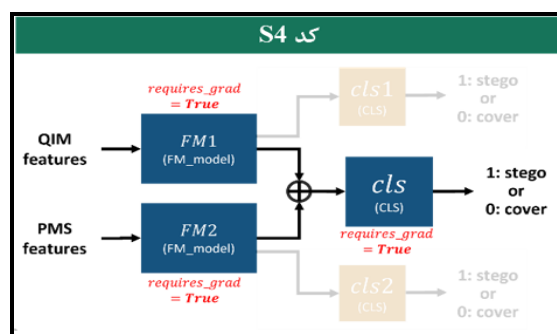 کد S4
requires_grad
= True
cls1
(CLS)
1: stego
or
0: cover
QIM
features
FM1
(FM_model)
cls
(CLS)
1: stego
or
0: cover
requires_grad
= True
PMS
features
FM2
(FM_model)
requires_grad
= True
cls2
(CLS)
1: stego
or
0: cover